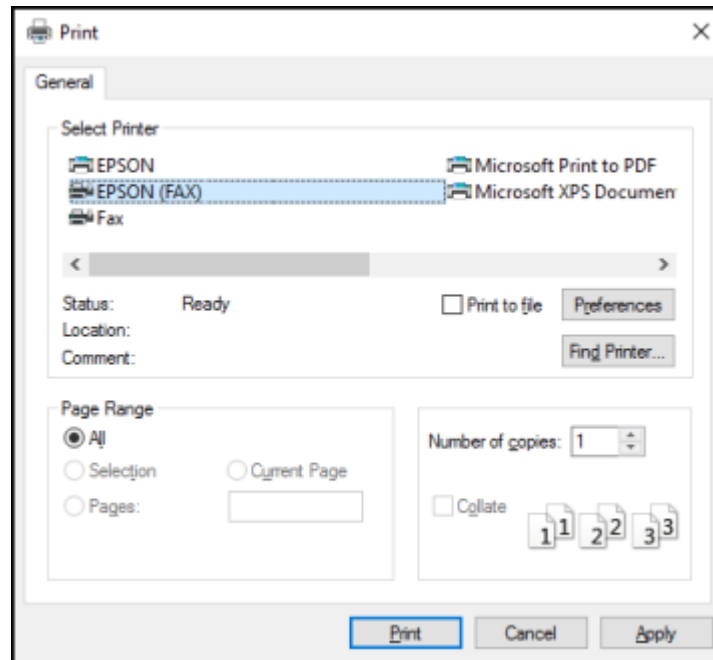 Print
General
Select Printer
EPSON
Microsoft Print to PDF
EPSON (FAX)
Microsoft XPS Documen
Fax
Status: Ready
Print to file
Preferences
Location:
Comment:
Find Printer...
Page Range
All
Selection
Current Page
Pages:
Number of copies: 1
Collate
1 1 2 2 3 3
Print
Cancel
Apply